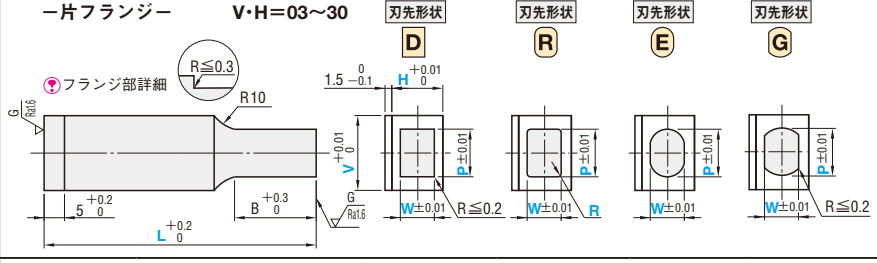 －片フランジ－ V・H＝03〜30
刃先形状 刃先形状 刃先形状 刃先形状
D R E G
R≦0.3
フランジ部詳細
R10
G
Ra1.6
5 +0.2 0
L +0.2 0
B +0.3 0
G
Ra1.6
1.5 0 −0.1
H +0.01 0
V +0.01 0
P±0.01
W±0.01
R≦0.2
P±0.01
W±0.01
R
P±0.01
W±0.01
P±0.01
W±0.01
R≦0.2